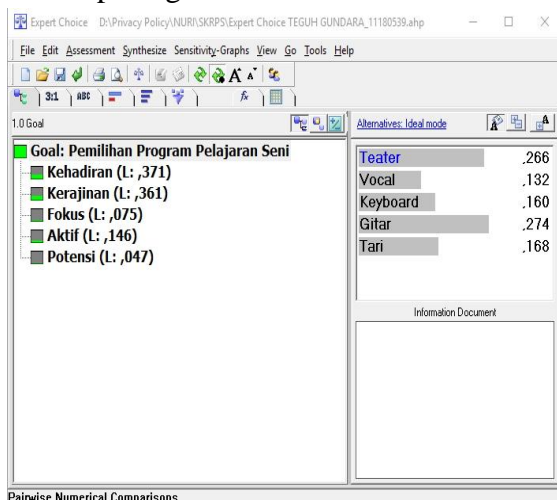 Expert Choice D:\Privacy Policy\NURI\SKRPS\Expert Choice TEGUH GUNDARA_11180539.ahp
File Edit Assessment Synthesize Sensitivity-Graphs View Go Tools Help
3:1 ABC fx
1.0 Goal
Goal: Pemilihan Program Pelajaran Seni
Kehadiran (L: ,371)
Kerajinan (L: ,361)
Fokus (L: ,075)
Aktif (L: ,146)
Potensi (L: ,047)
Alternatives: Ideal mode
Teater ,266
Vocal ,132
Keyboard ,160
Gitar ,274
Tari ,168
Information Document
Pairwise Numerical Comparisons